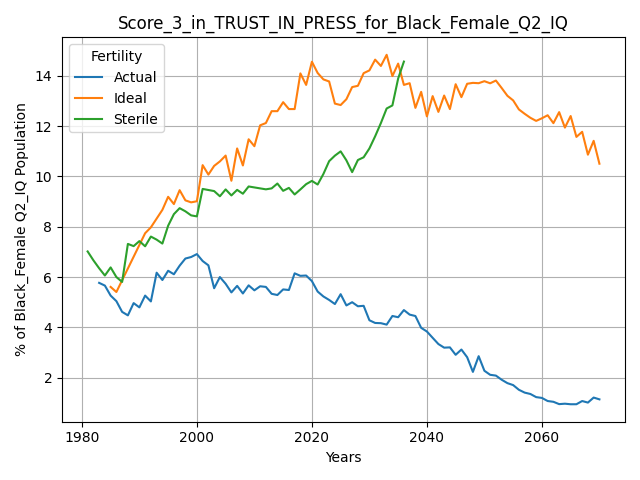 Score_3_in_TRUST_IN_PRESS_for_Black_Female_Q2_IQ
Fertility
Actual
Ideal
Sterile
% of Black_Female Q2_IQ Population
14
12
10
8
6
4
2
1980
2000
2020
2040
2060
Years